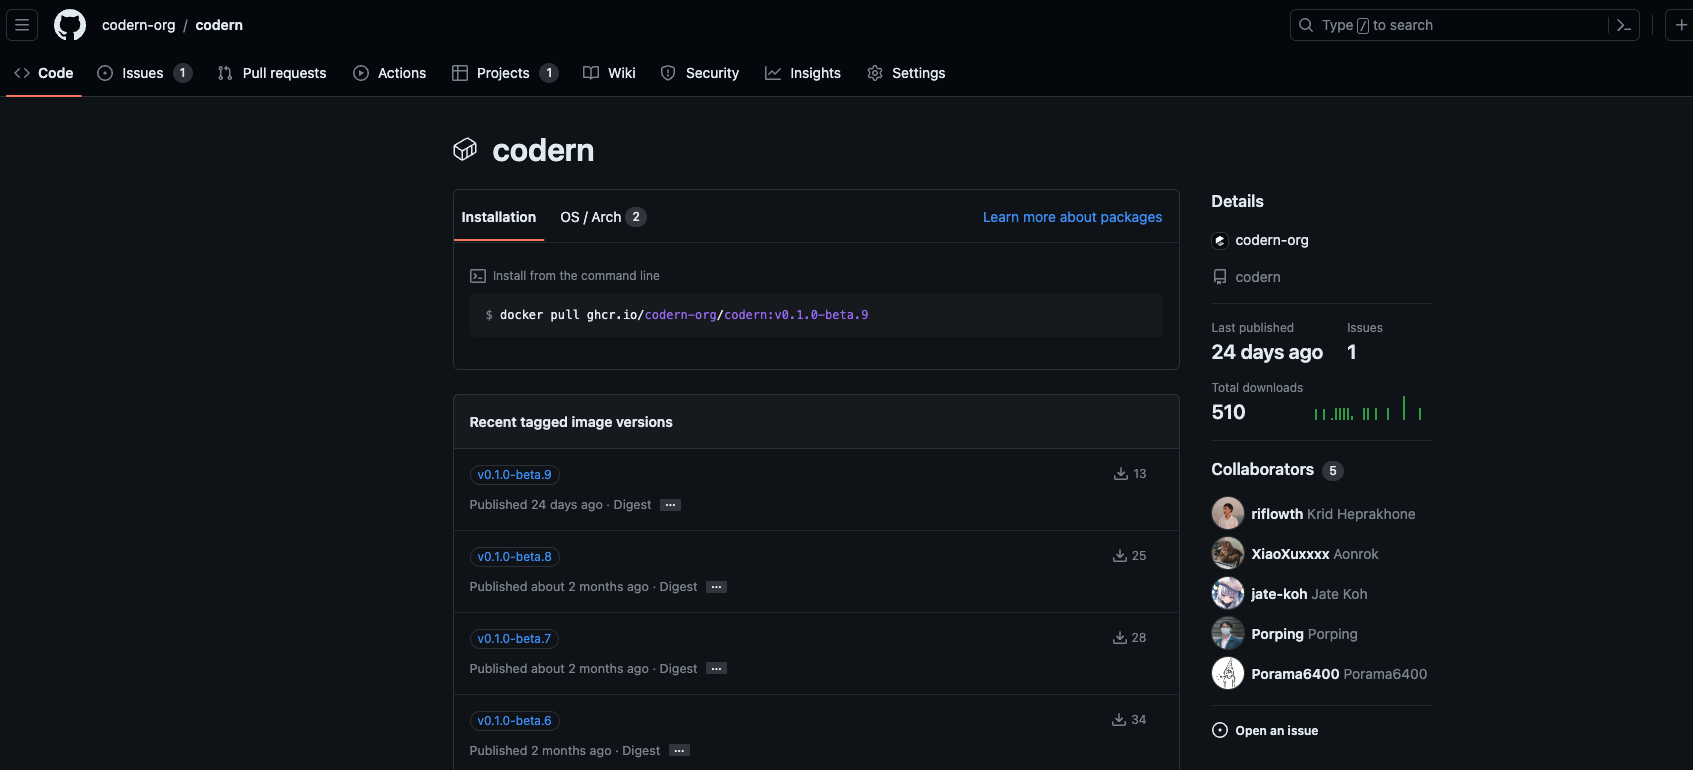 codern-org / codern
Type / to search
Code
Issues 1
Pull requests
Actions
Projects 1
Wiki
Security
Insights
Settings
codern
Installation
OS / Arch 2
Learn more about packages
Install from the command line
$ docker pull ghcr.io/codern-org/codern:v0.1.0-beta.9
Recent tagged image versions
v0.1.0-beta.9
13
Published 24 days ago · Digest ...
v0.1.0-beta.8
25
Published about 2 months ago · Digest ...
v0.1.0-beta.7
28
Published about 2 months ago · Digest ...
v0.1.0-beta.6
34
Published 2 months ago · Digest ...
Details
codern-org
codern
Last published
24 days ago
Issues
1
Total downloads
510
Collaborators 5
riflowth Krid Heprakhone
XiaoXuxxxx Aonrok
jate-koh Jate Koh
Porping Porping
Porama6400 Porama6400
Open an issue